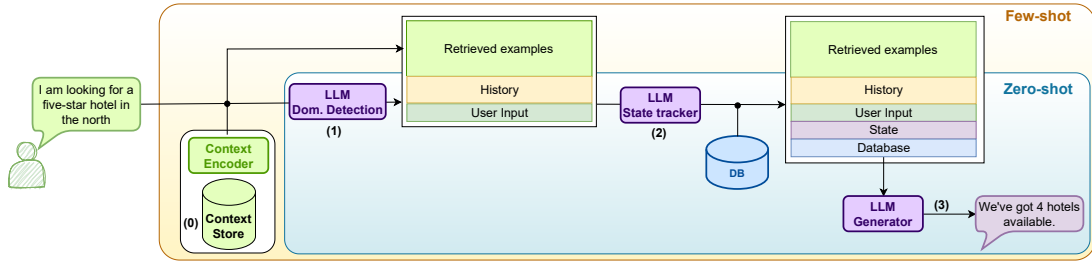 Few-shot
Zero-shot
I am looking for a
five-star hotel in
the north
Context
Encoder
(0)
Context
Store
LLM
Dom. Detection
(1)
Retrieved examples
History
User Input
LLM
State tracker
(2)
DB
Retrieved examples
History
User Input
State
Database
LLM
Generator
(3)
We've got 4 hotels
available.